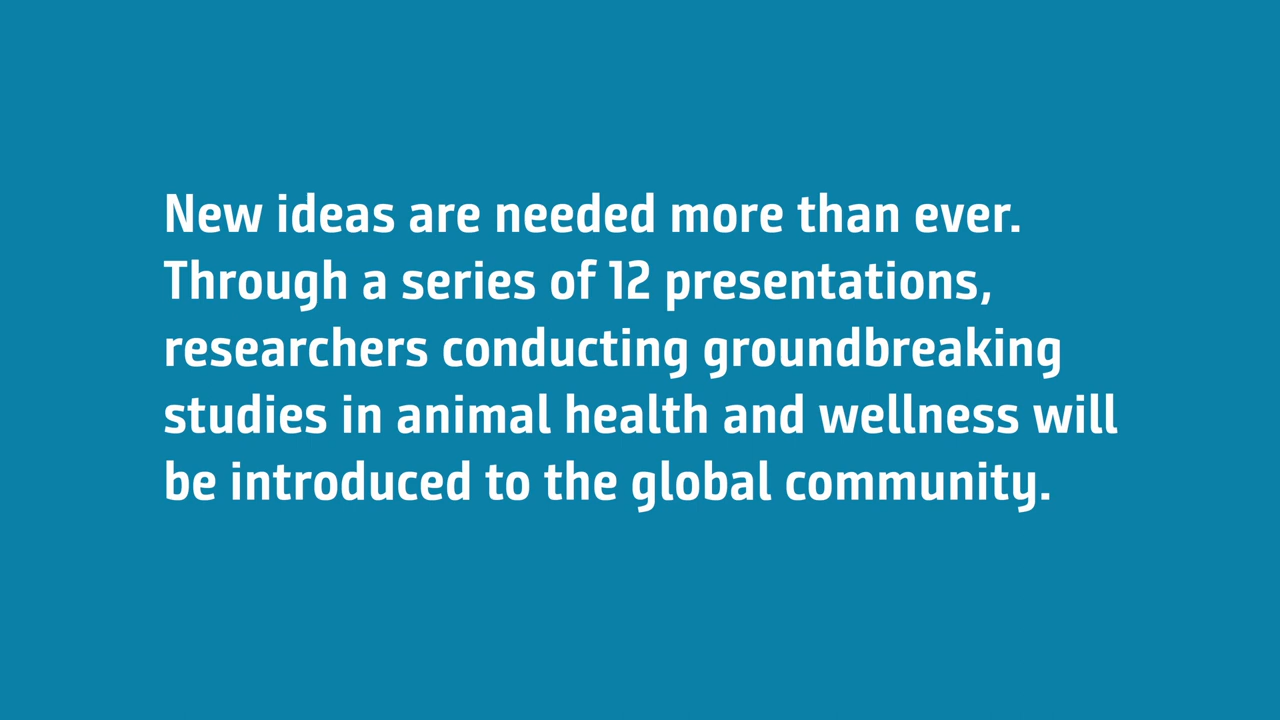 New ideas are needed more than ever.
Through a series of 12 presentations,
researchers conducting groundbreaking
studies in animal health and wellness will
be introduced to the global community.